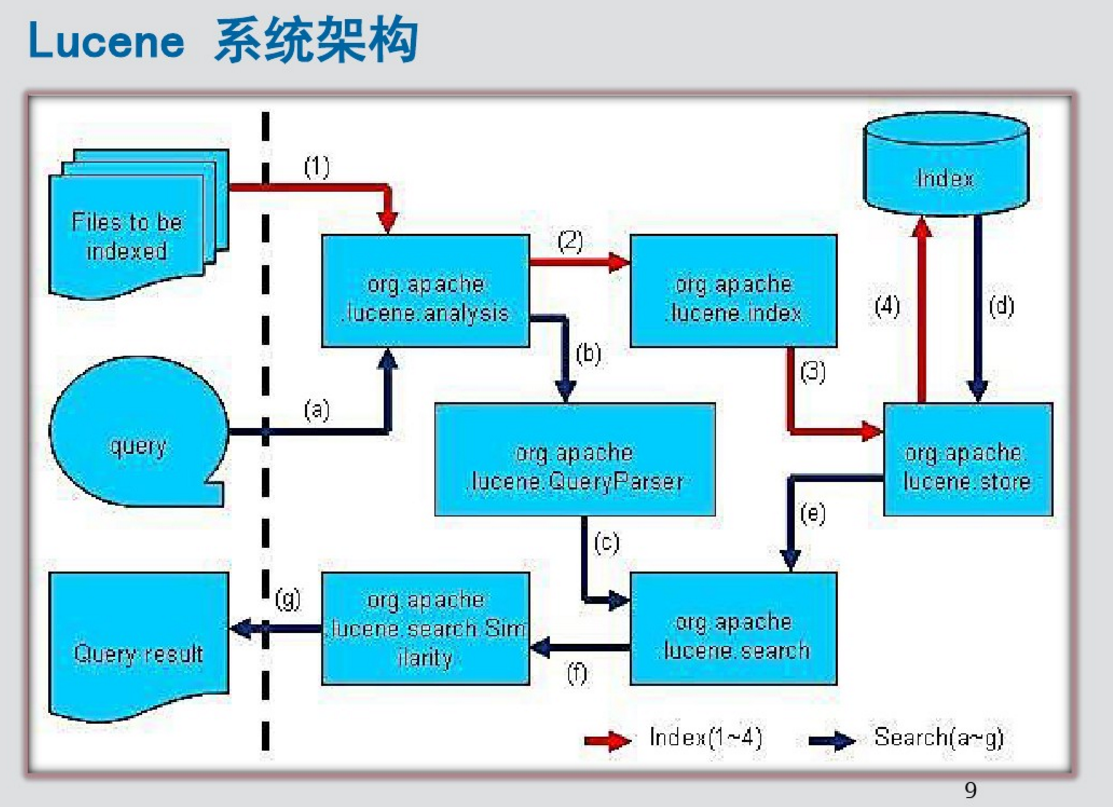 Lucene 系统架构
(1)
Index
Files to be
indexed
(2)
org.apache
.lucene.analysis
org.apache
.lucene.index
(4)
(d)
(b)
(3)
(a)
query
org.apache
.lucene.QueryParser
org.apache.
lucene.store
(e)
(c)
(g)
org.apache
.lucene.search.Sim
ilarity
org.apache
.lucene.search
Query result
(f)
Index(1~4)
Search(a~g)
9